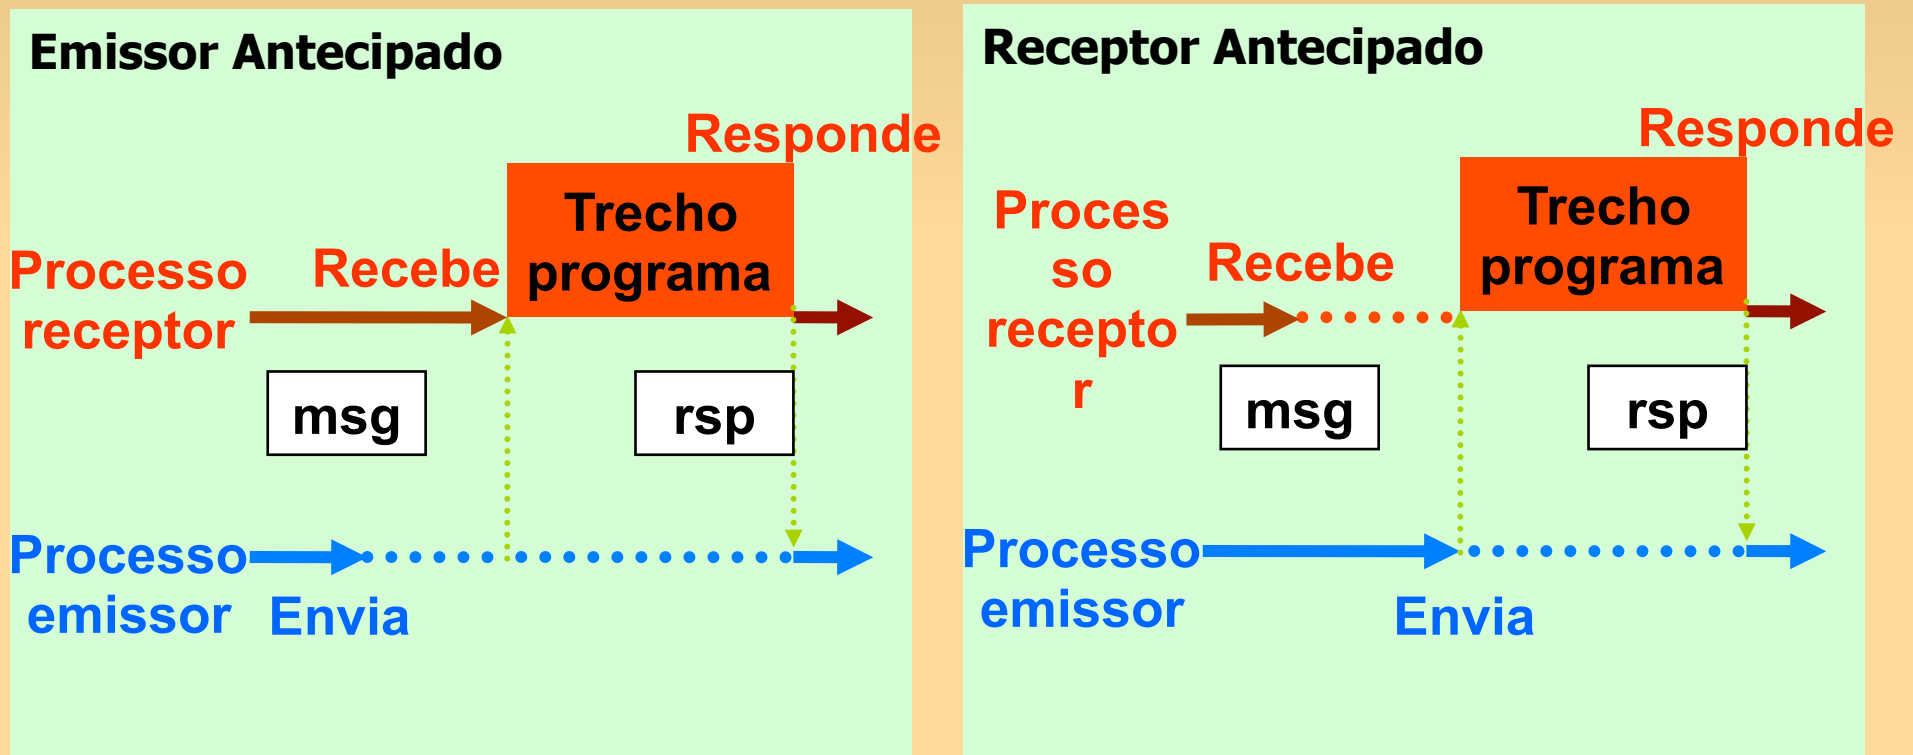 Emissor Antecipado
Responde
Trecho
programa
Processo
receptor
Recebe
msg
rsp
Processo
emissor
Envia
Receptor Antecipado
Responde
Trecho
programa
Proces
so
recepto
r
Recebe
msg
rsp
Processo
emissor
Envia